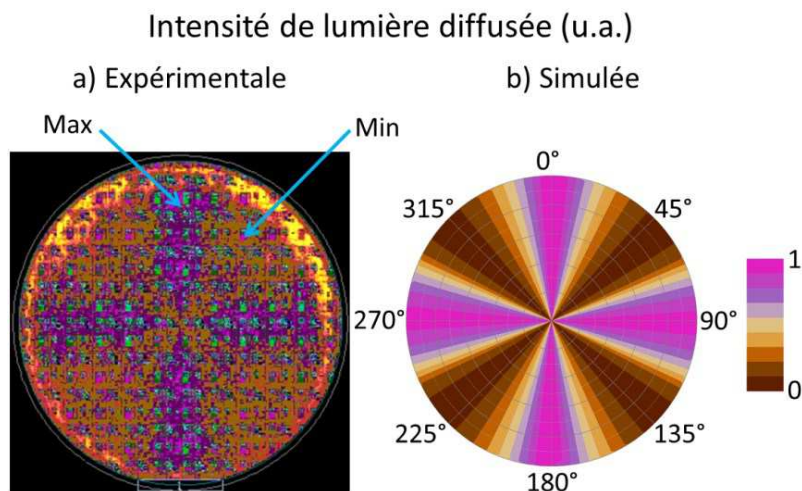 Intensité de lumière diffusée (u.a.)
a) Expérimentale
b) Simulée
Max
Min
0°
315°
45°
270°
90°
1
0
225°
135°
180°